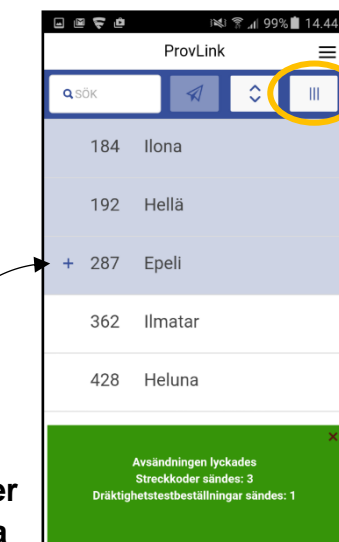 99% 14.44
ProvLink
SÖK
184 Ilona
192 Hellä
+ 287 Epeli
362 Ilmatar
428 Heluna
Avsändningen lyckades
Streckkoder sändes: 3
Dräktighetstestbeställningar sändes: 1
er
a